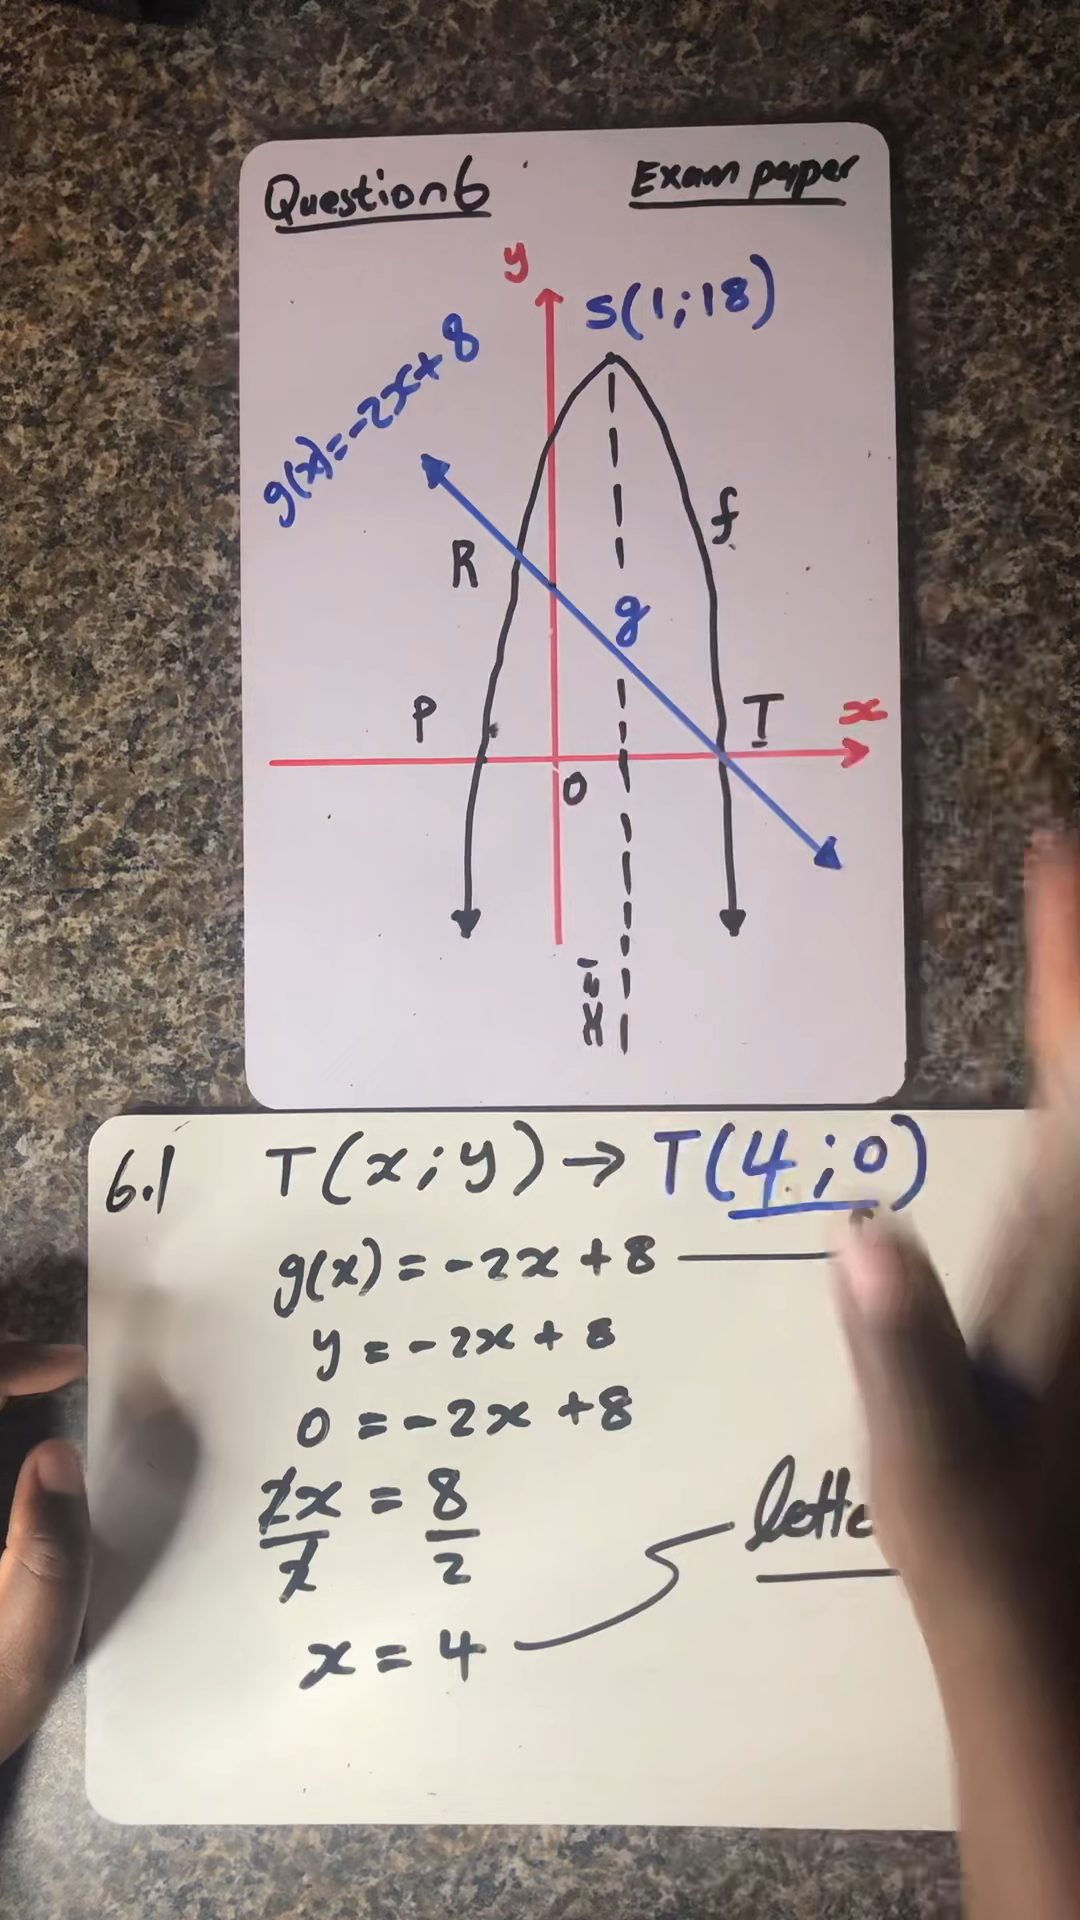 Question 6
Exam paper
y
S(1;18)
g(x)=-2x+8
f
R
g
P
T
x
0
x=1
6.1 T(x;y)→T(4;0)
g(x)=-2x+8
y=-2x+8
0=-2x+8
2x/2=8/2
x=4